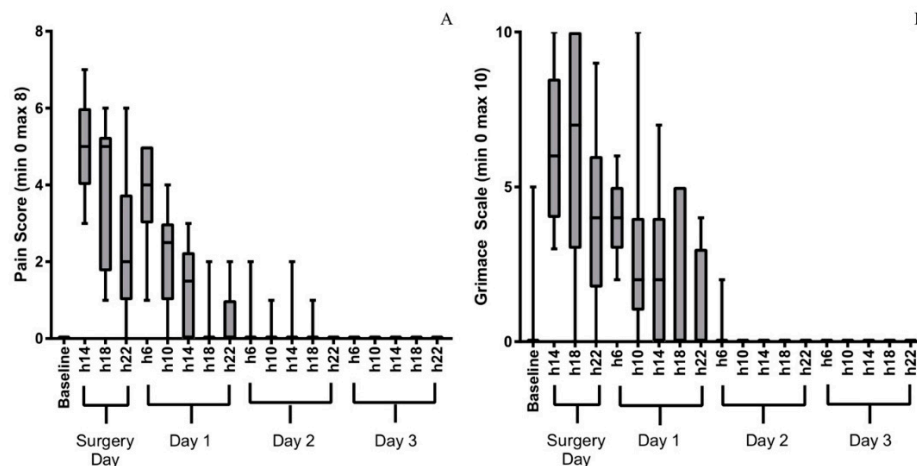 A
Pain Score (min 0 max 8)
8
6
4
2
0
Baseline
h14
h18
h22
h6
h10
h14
h18
h22
h6
h10
h14
h18
h22
h6
h10
h14
h18
h22
Surgery
Day
Day 1
Day 2
Day 3
Grimace Scale (min 0 max 10)
10
5
0
Baseline
h14
h18
h22
h6
h10
h14
h18
h22
h6
h10
h14
h18
h22
h6
h10
h14
h18
h22
Surgery
Day
Day 1
Day 2
Day 3